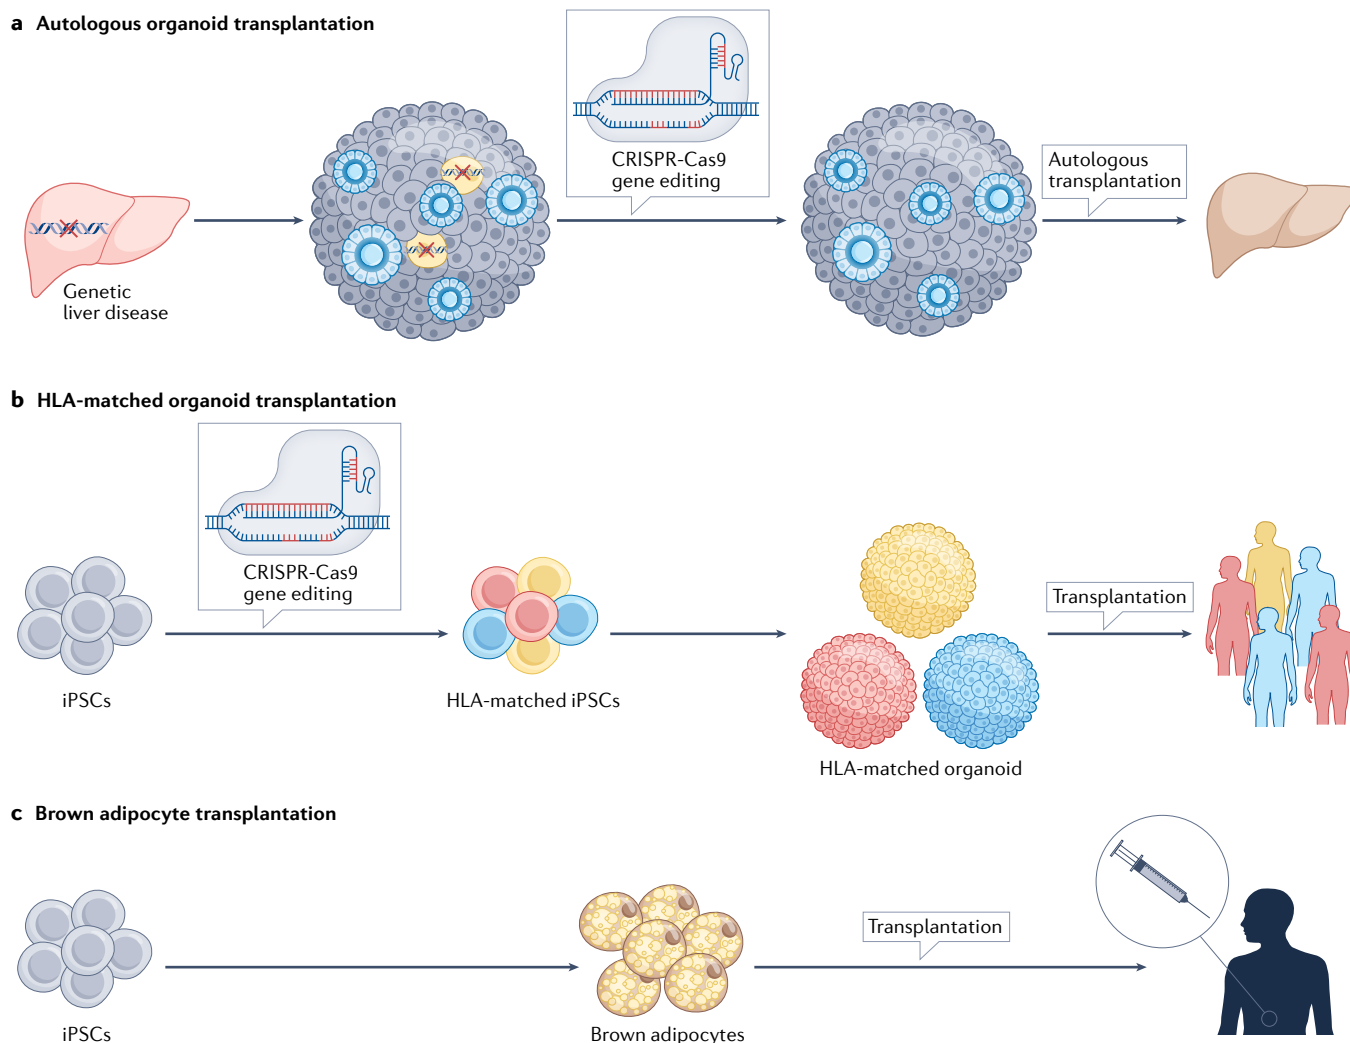 a Autologous organoid transplantation
CRISPR-Cas9
gene editing
Autologous
transplantation
Genetic
liver disease
b HLA-matched organoid transplantation
CRISPR-Cas9
gene editing
Transplantation
iPSCs
HLA-matched iPSCs
HLA-matched organoid
c Brown adipocyte transplantation
Transplantation
iPSCs
Brown adipocytes